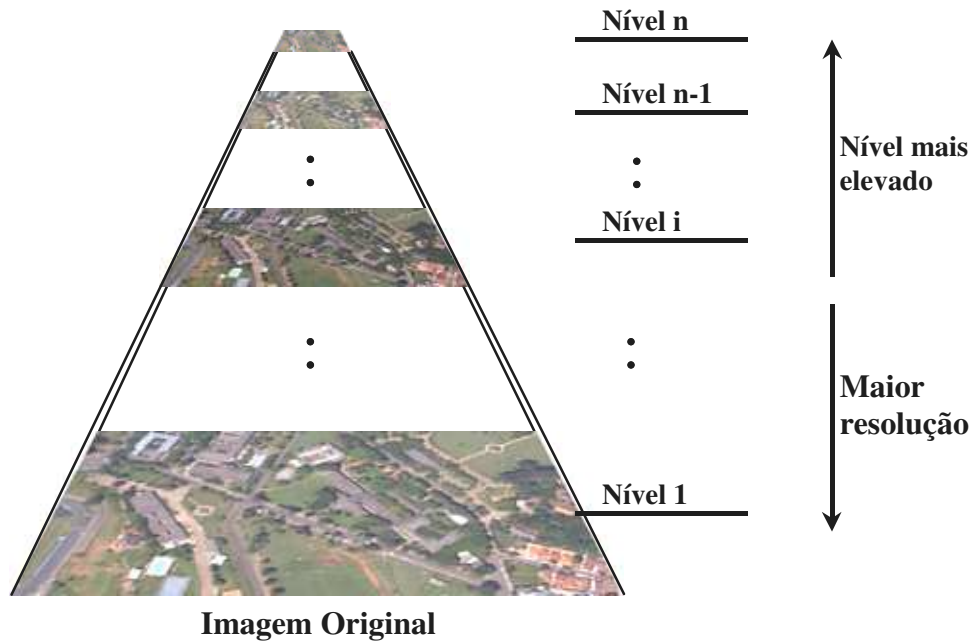 Nível n
Nível n-1
Nível mais
elevado
Nível i
Maior
resolução
Nível 1
Imagem Original